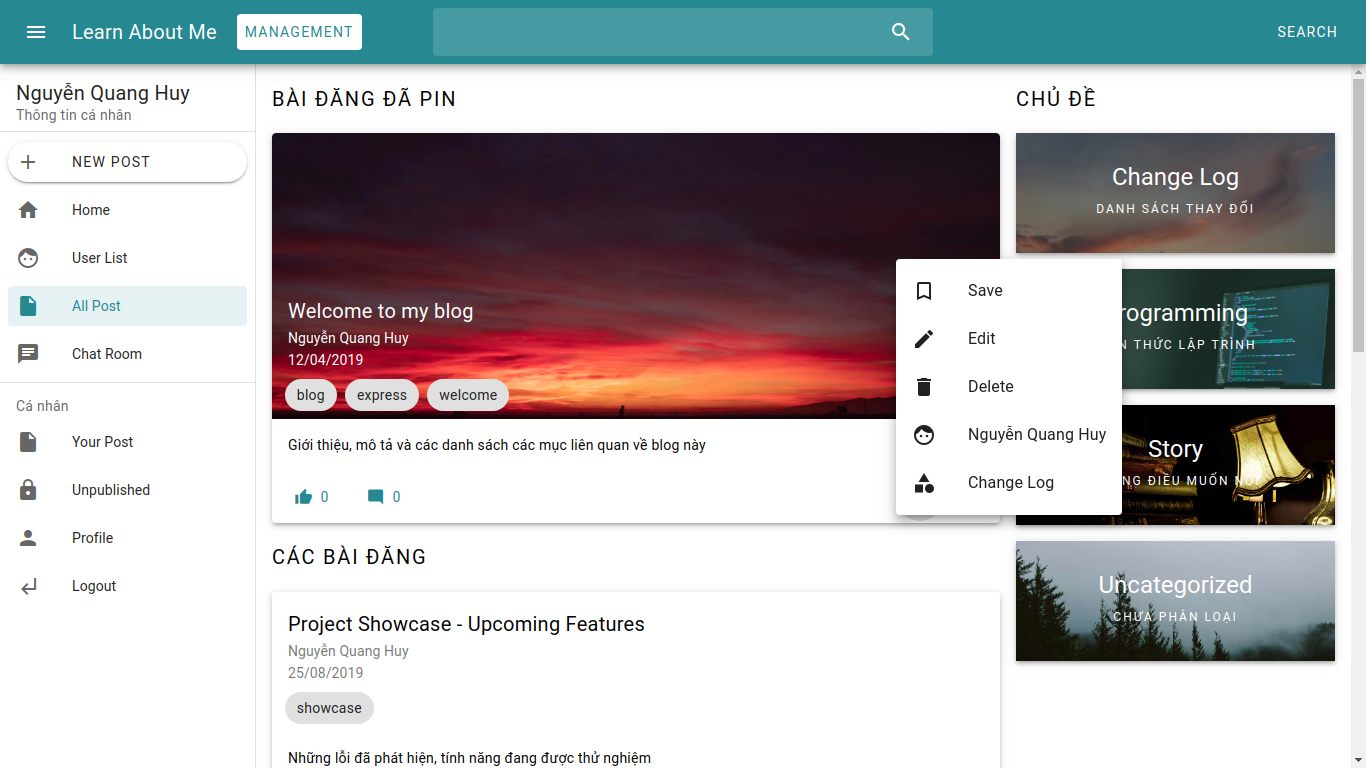 Learn About Me
MANAGEMENT
SEARCH
Nguyễn Quang Huy
Thông tin cá nhân
NEW POST
Home
User List
All Post
Chat Room
Cá nhân
Your Post
Unpublished
Profile
Logout
BÀI ĐĂNG ĐÃ PIN
Welcome to my blog
Nguyễn Quang Huy
12/04/2019
blog express welcome
Giới thiệu, mô tả và các danh sách các mục liên quan về blog này
0 0
Save
Edit
Delete
Nguyễn Quang Huy
Change Log
CÁC BÀI ĐĂNG
Project Showcase - Upcoming Features
Nguyễn Quang Huy
25/08/2019
showcase
Những lỗi đã phát hiện, tính năng đang được thử nghiệm
CHỦ ĐỀ
Change Log
DANH SÁCH THAY ĐỔI
rogramming
N THỨC LẬP TRÌNH
Story
NG ĐIỀU MUỐN NÓI
Uncategorized
CHƯA PHÂN LOẠI